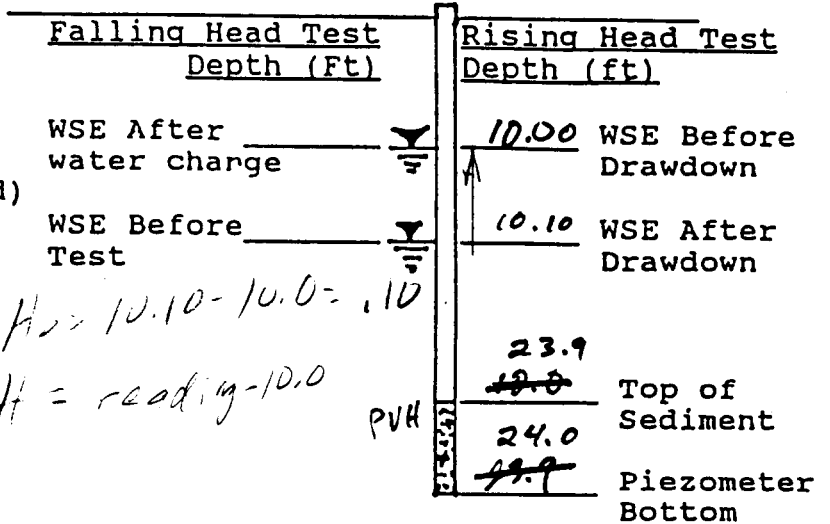 Falling Head Test
Depth (Ft)
WSE After
water charge
d)
WSE Before
Test
Ho = 10.10 - 10.0 = .10
H = reading - 10.0
Rising Head Test
Depth (ft)
10.00 WSE Before
Drawdown
10.10 WSE After
Drawdown
23.9
Top of
Sediment
PVH
24.0
Piezometer
Bottom